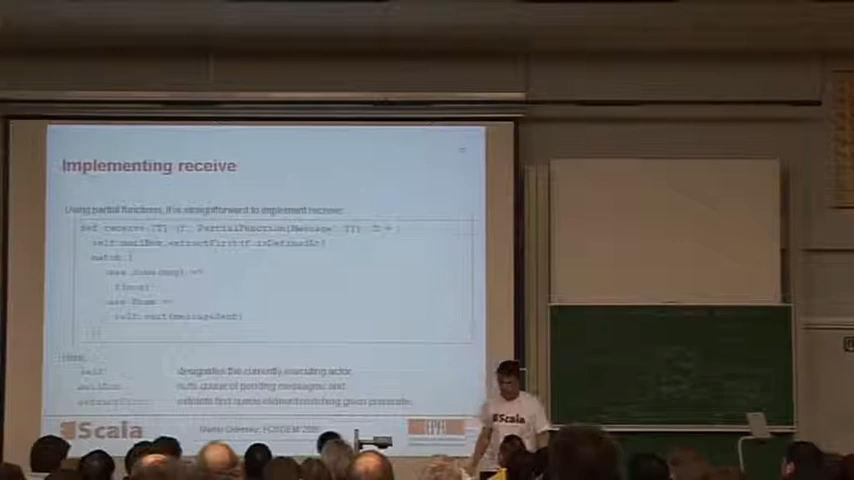 Implementing receive
Using partial functions, it is straightforward to implement receive:
def receive [T] (f: PartialFunction[Message, T]): T =
self.mailBox.extractFirst(f.isDefinedAt)
match {
case Some(msg) =>
f(msg)
case None =>
self.wait(messageSent)
}
Here,
self designates the currently executing actor,
mailBox is its queue of pending messages, and
extractFirst extracts first queue element matching given predicate.
Scala
Martin Odersky, FOSDEM
EPFL
Scala